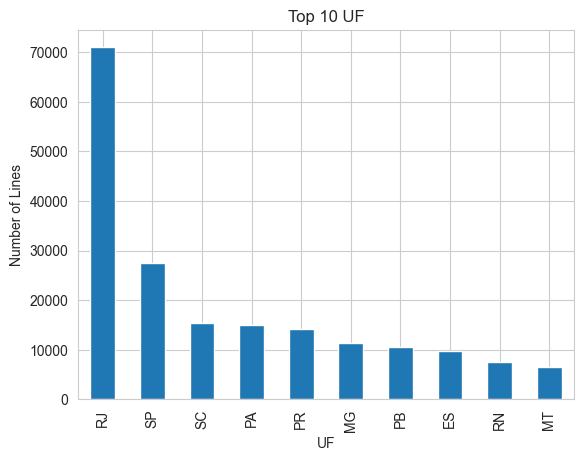 Top 10 UF
Number of Lines
70000
60000
50000
40000
30000
20000
10000
0
RJ
SP
SC
PA
PR
MG
PB
ES
RN
MT
UF